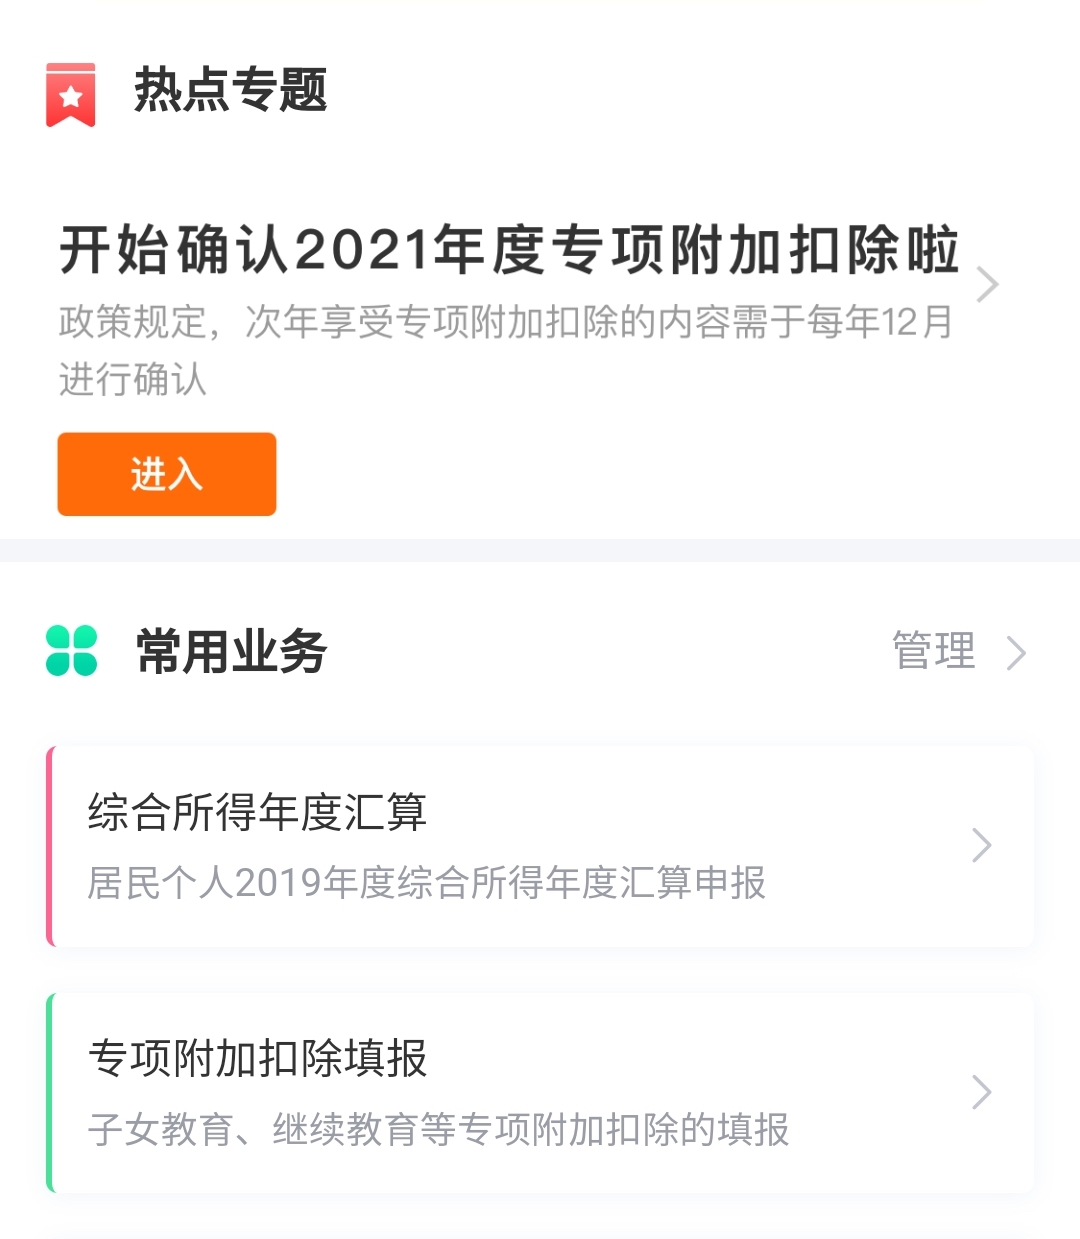 热点专题
开始确认2021年度专项附加扣除啦
政策规定，次年享受专项附加扣除的内容需于每年12月
进行确认
进入
常用业务
管理
综合所得年度汇算
居民个人2019年度综合所得年度汇算申报
专项附加扣除填报
子女教育、继续教育等专项附加扣除的填报